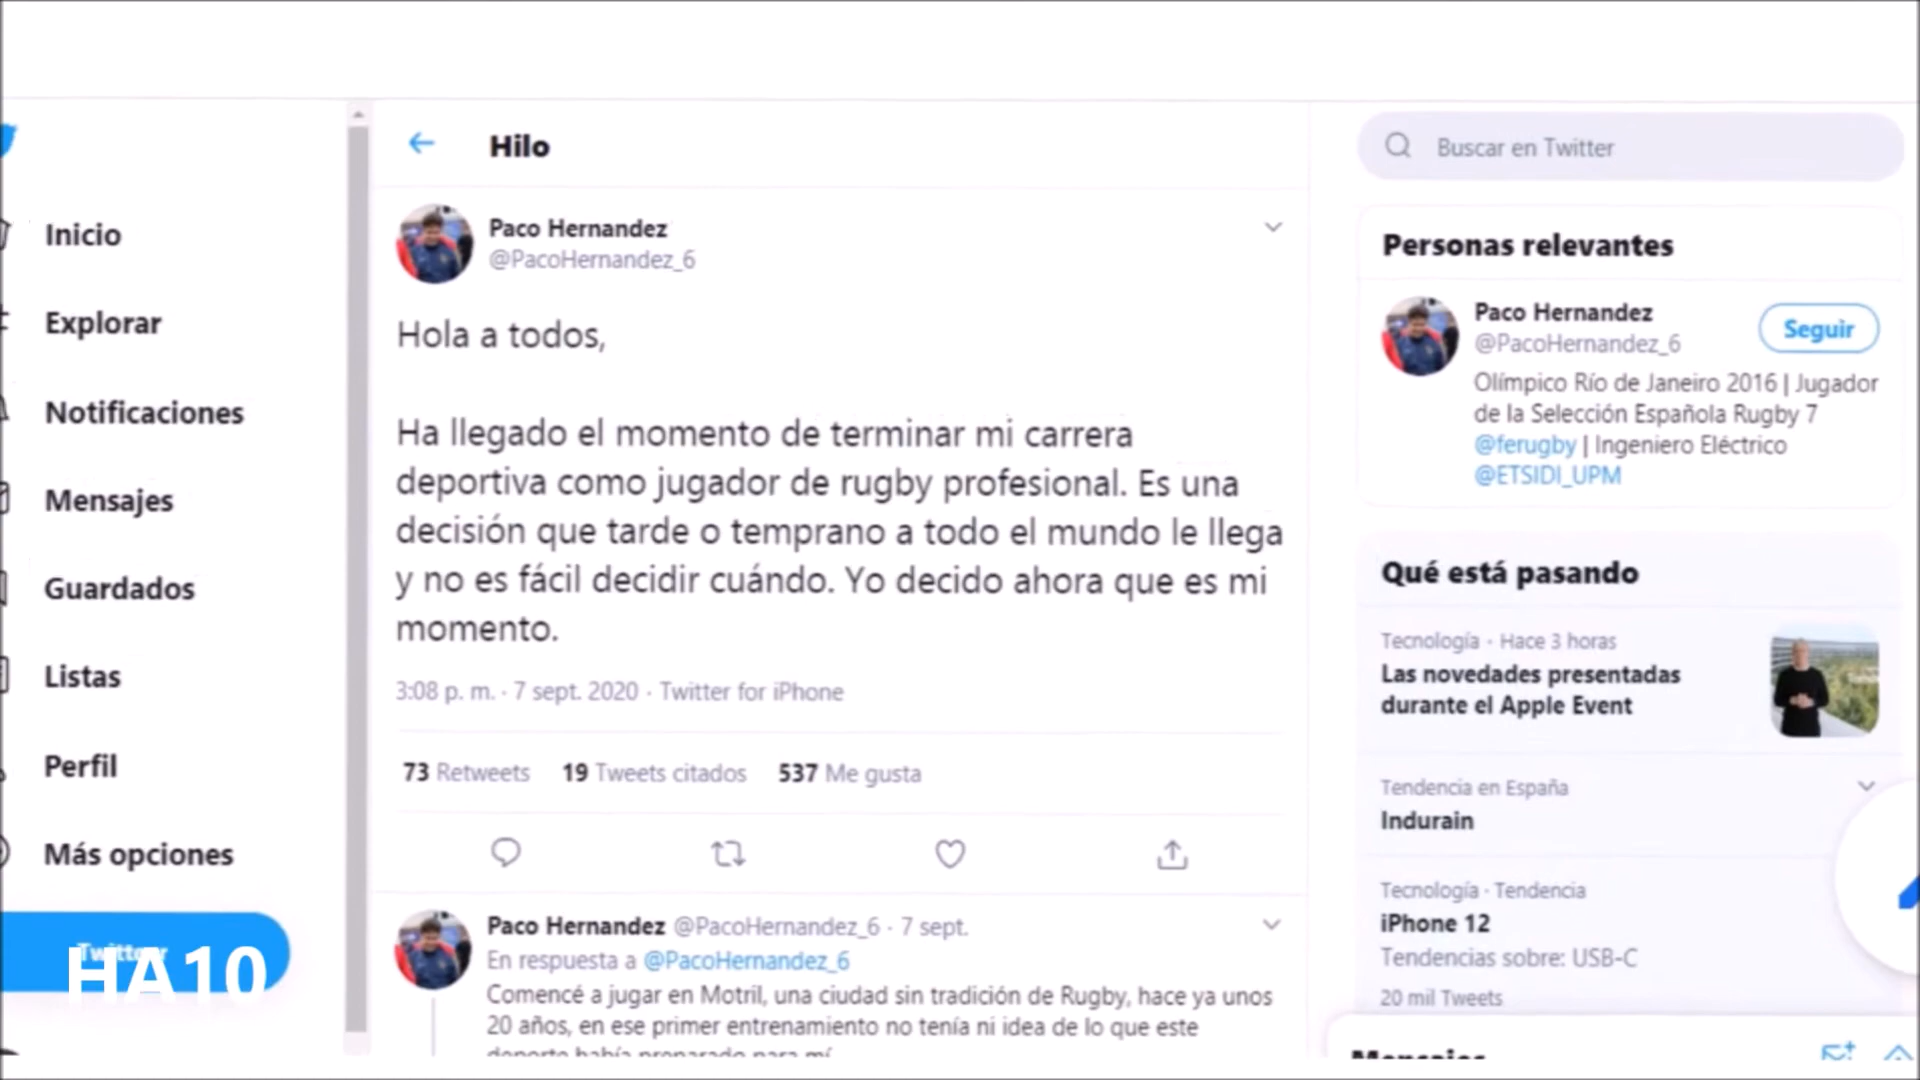 Hilo
Buscar en Twitter
Inicio
Explorar
Notificaciones
Mensajes
Guardados
Listas
Perfil
Más opciones
HA10
Paco Hernandez
@PacoHernandez_6
Hola a todos,
Ha llegado el momento de terminar mi carrera
deportiva como jugador de rugby profesional. Es una
decisión que tarde o temprano a todo el mundo le llega
y no es fácil decidir cuándo. Yo decido ahora que es mi
momento.
3:08 p. m. · 7 sept. 2020 · Twitter for iPhone
73 Retweets 19 Tweets citados 537 Me gusta
Paco Hernandez @PacoHernandez_6 · 7 sept.
En respuesta a @PacoHernandez_6
Comencé a jugar en Motril, una ciudad sin tradición de Rugby, hace ya unos
20 años, en ese primer entrenamiento no tenía ni idea de lo que este
deporte había preparado para mí
Personas relevantes
Paco Hernandez
@PacoHernandez_6
Seguir
Olímpico Río de Janeiro 2016 | Jugador
de la Selección Española Rugby 7
@ferugby | Ingeniero Eléctrico
@ETSIDI_UPM
Qué está pasando
Tecnología · Hace 3 horas
Las novedades presentadas
durante el Apple Event
Tendencia en España
Indurain
Tecnología · Tendencia
iPhone 12
Tendencias sobre: USB-C
20 mil Tweets
Mensajes